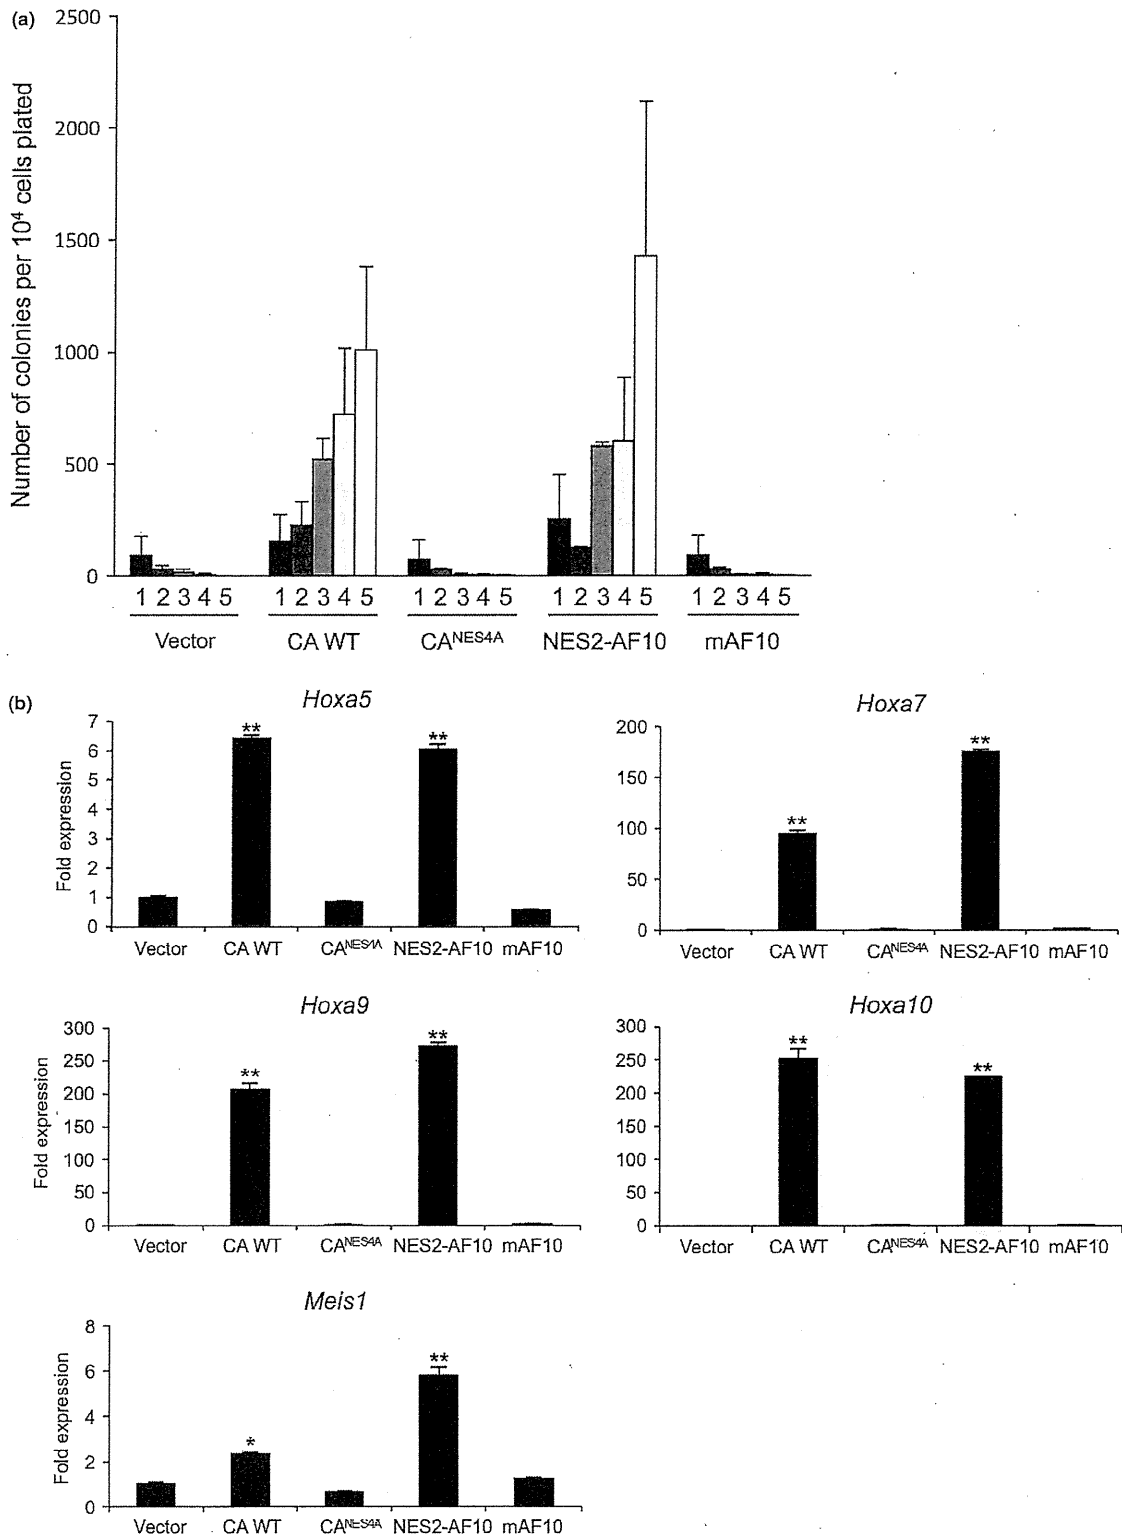 (a)
2500
2000
1500
1000
500
0
Number of colonies per 10⁴ cells plated
1 2 3 4 5 1 2 3 4 5 1 2 3 4 5 1 2 3 4 5 1 2 3 4 5
Vector CA WT CA^NES4A NES2-AF10 mAF10
(b)
Hoxa5
7
6
5
4
3
2
1
0
Fold expression
** **
Vector CA WT CA^NES4A NES2-AF10 mAF10
Hoxa7
200
150
100
50
0
** **
Vector CA WT CA^NES4A NES2-AF10 mAF10
Hoxa9
300
250
200
150
100
50
0
Fold expression
** **
Vector CA WT CA^NES4A NES2-AF10 mAF10
Hoxa10
300
250
200
150
100
50
0
** **
Vector CA WT CA^NES4A NES2-AF10 mAF10
Meis1
8
6
4
2
0
Fold expression
* **
Vector CA WT CA^NES4A NES2-AF10 mAF10